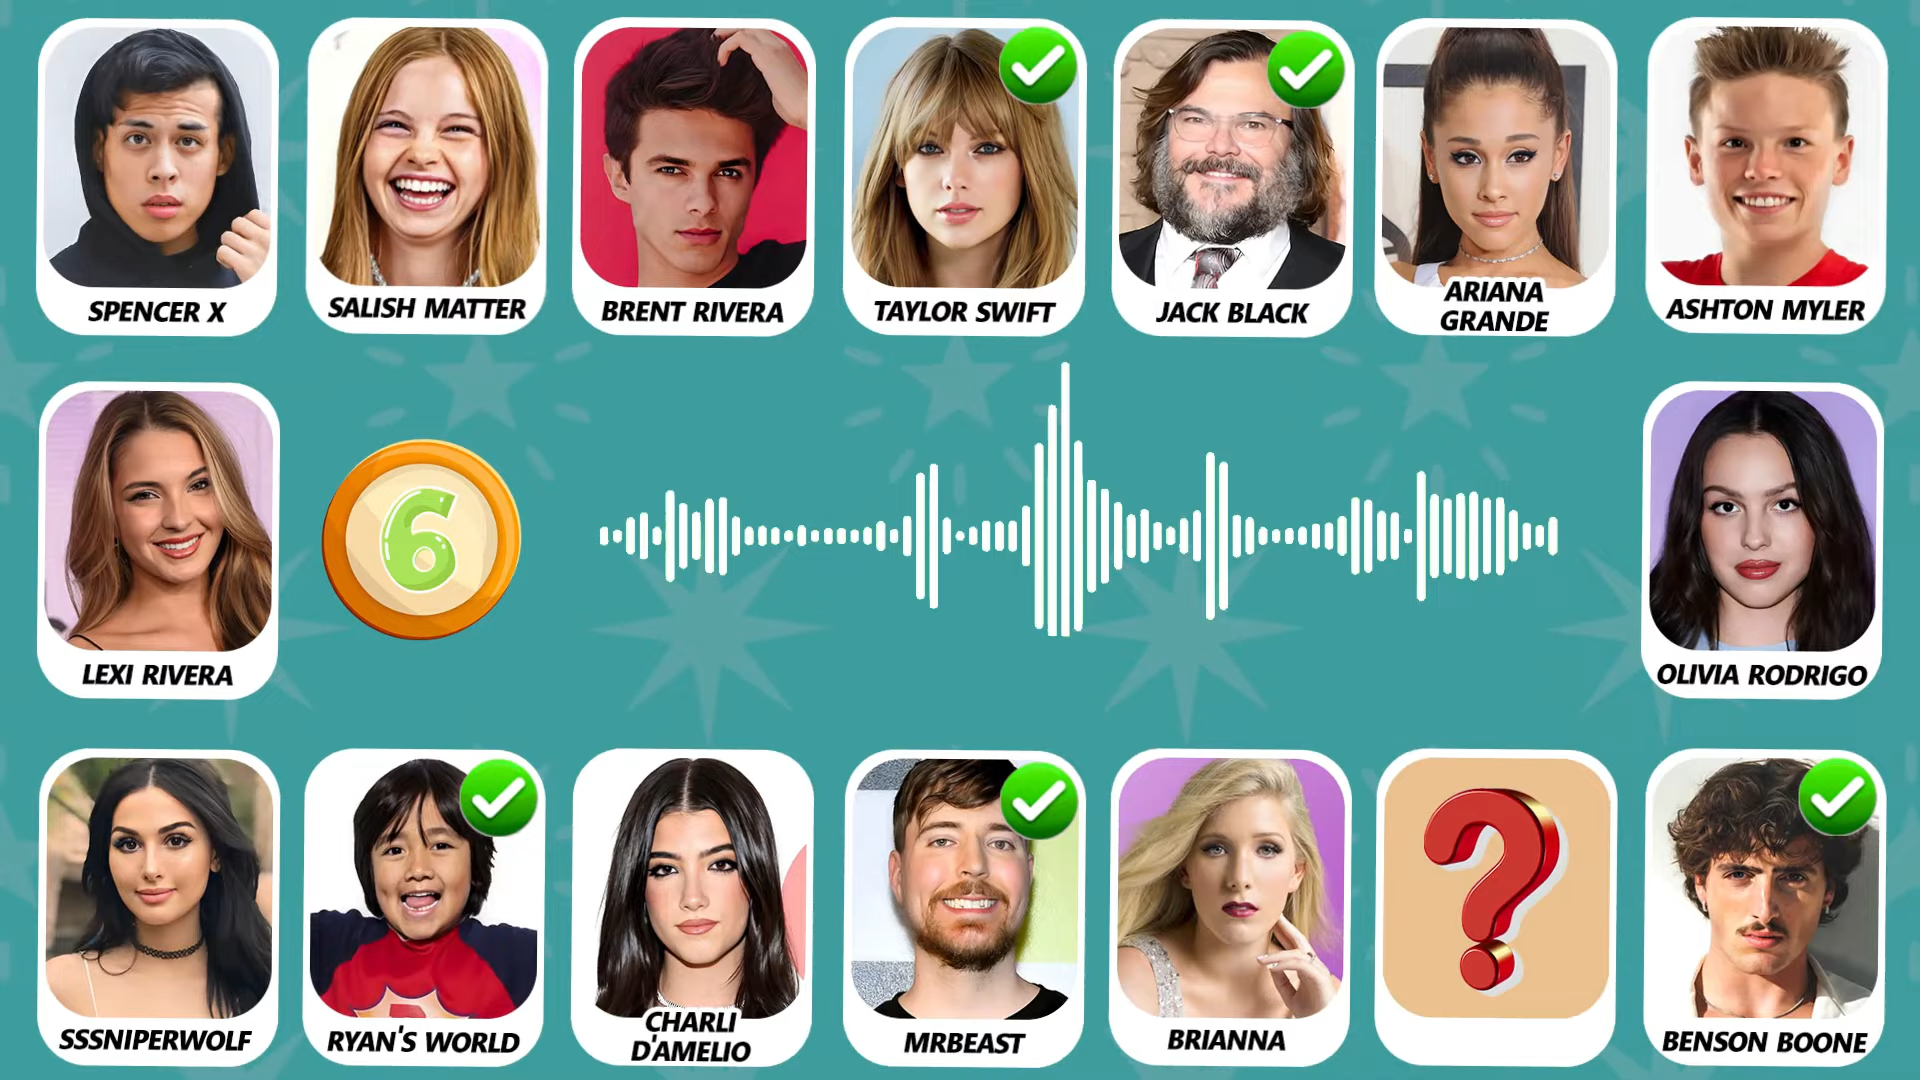 SPENCER X
SALISH MATTER
BRENT RIVERA
TAYLOR SWIFT
JACK BLACK
ARIANA
GRANDE
ASHTON MYLER
LEXI RIVERA
6
OLIVIA RODRIGO
SSSNIPERWOLF
RYAN'S WORLD
CHARLI
D'AMELIO
MRBEAST
BRIANNA
?
BENSON BOONE